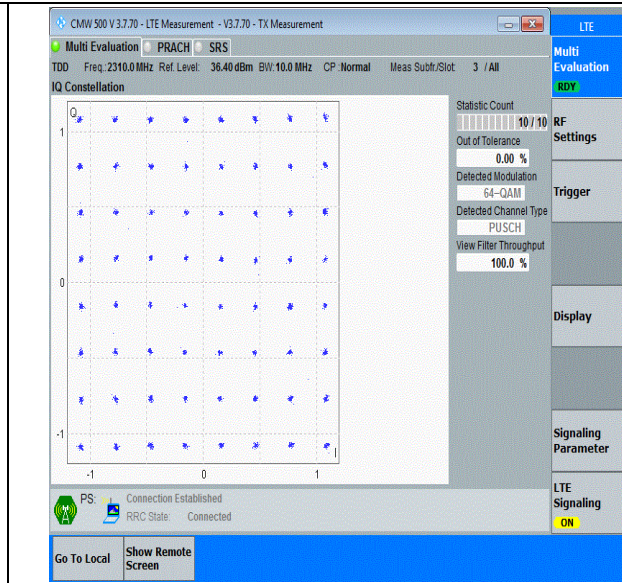 CMW 500 V 3.7.70 - LTE Measurement - V3.7.70 - TX Measurement
LTE
Multi Evaluation PRACH SRS
Multi
Evaluation
RDY
TDD Freq.:2310.0 MHz Ref. Level: 36.40 dBm BW:10.0 MHz CP :Normal Meas Subfr./Slot: 3 / All
IQ Constellation
Statistic Count
10 / 10
Out of Tolerance
0.00 %
Detected Modulation
64-QAM
Detected Channel Type
PUSCH
View Filter Throughput
100.0 %
RF
Settings
Trigger
Display
Signaling
Parameter
LTE
Signaling
ON
Q
1
0
-1
I
-1 0 1
PS: Connection Established
RRC State: Connected
Go To Local
Show Remote
Screen